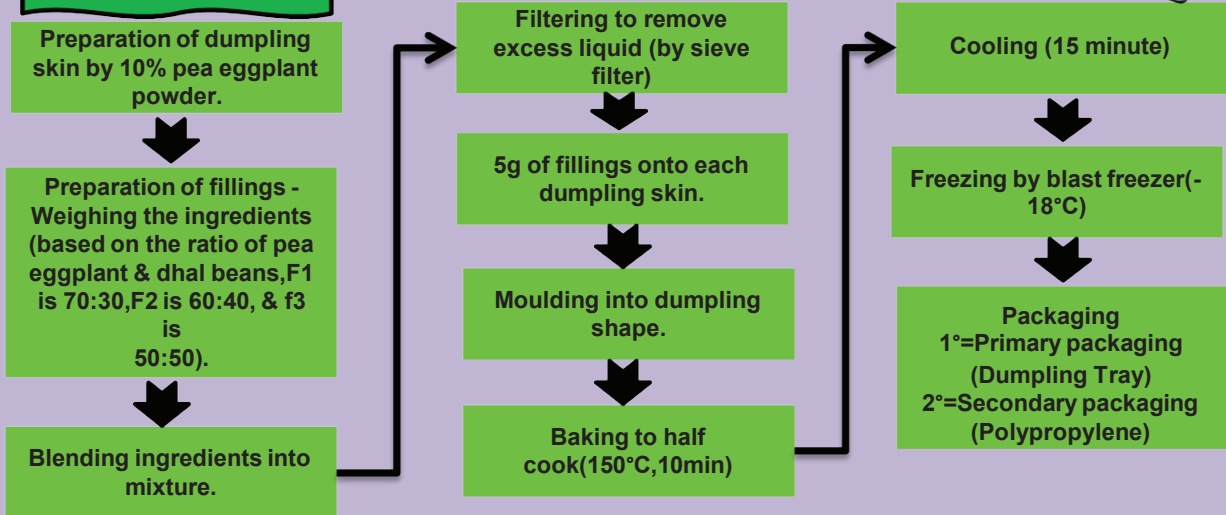 Preparation of dumpling
skin by 10% pea eggplant
powder.
Preparation of fillings -
Weighing the ingredients
(based on the ratio of pea
eggplant & dhal beans,F1
is 70:30,F2 is 60:40, & f3
is
50:50).
Blending ingredients into
mixture.
Filtering to remove
excess liquid (by sieve
filter)
5g of fillings onto each
dumpling skin.
Moulding into dumpling
shape.
Baking to half
cook(150°C,10min)
Cooling (15 minute)
Freezing by blast freezer(-
18°C)
Packaging
1°=Primary packaging
(Dumpling Tray)
2°=Secondary packaging
(Polypropylene)